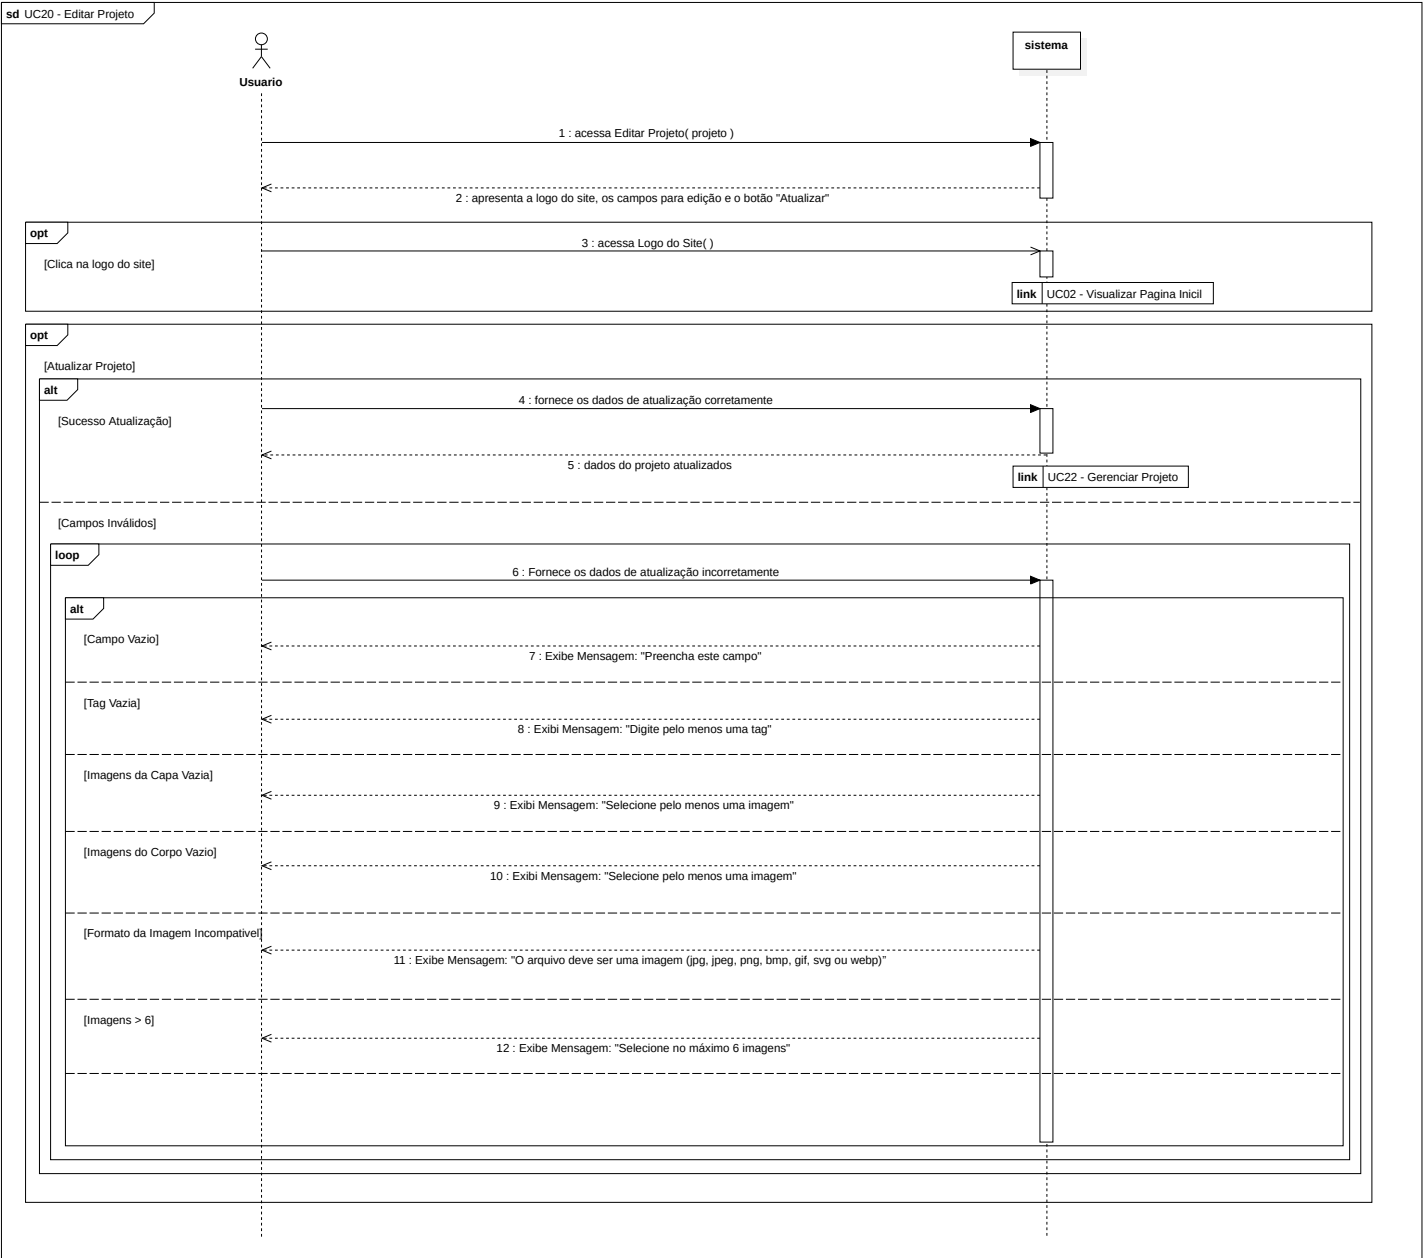 sd UC20 - Editar Projeto
Usuario
sistema
1 : acessa Editar Projeto( projeto )
2 : apresenta a logo do site, os campos para edição e o botão "Atualizar"
opt
3 : acessa Logo do Site( )
[Clica na logo do site]
link UC02 - Visualizar Pagina Inicil
opt
[Atualizar Projeto]
alt
4 : fornece os dados de atualização corretamente
[Sucesso Atualização]
5 : dados do projeto atualizados
link UC22 - Gerenciar Projeto
[Campos Inválidos]
loop
6 : Fornece os dados de atualização incorretamente
alt
[Campo Vazio]
7 : Exibe Mensagem: "Preencha este campo"
[Tag Vazia]
8 : Exibi Mensagem: "Digite pelo menos uma tag"
[Imagens da Capa Vazia]
9 : Exibi Mensagem: "Selecione pelo menos uma imagem"
[Imagens do Corpo Vazio]
10 : Exibi Mensagem: "Selecione pelo menos uma imagem"
[Formato da Imagem Incompativel]
11 : Exibe Mensagem: "O arquivo deve ser uma imagem (jpg, jpeg, png, bmp, gif, svg ou webp)"
[Imagens > 6]
12 : Exibe Mensagem: "Selecione no máximo 6 imagens"